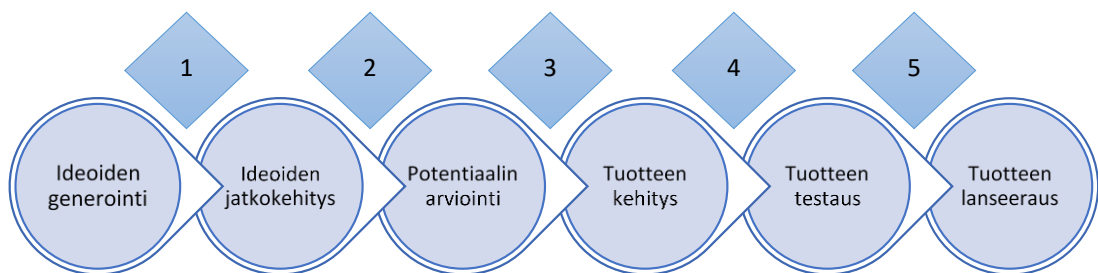 1
2
3
4
5
Ideoiden
generointi
Ideoiden
jatkokehitys
Potentiaalin
arviointi
Tuotteen
kehitys
Tuotteen
testaus
Tuotteen
lanseeraus